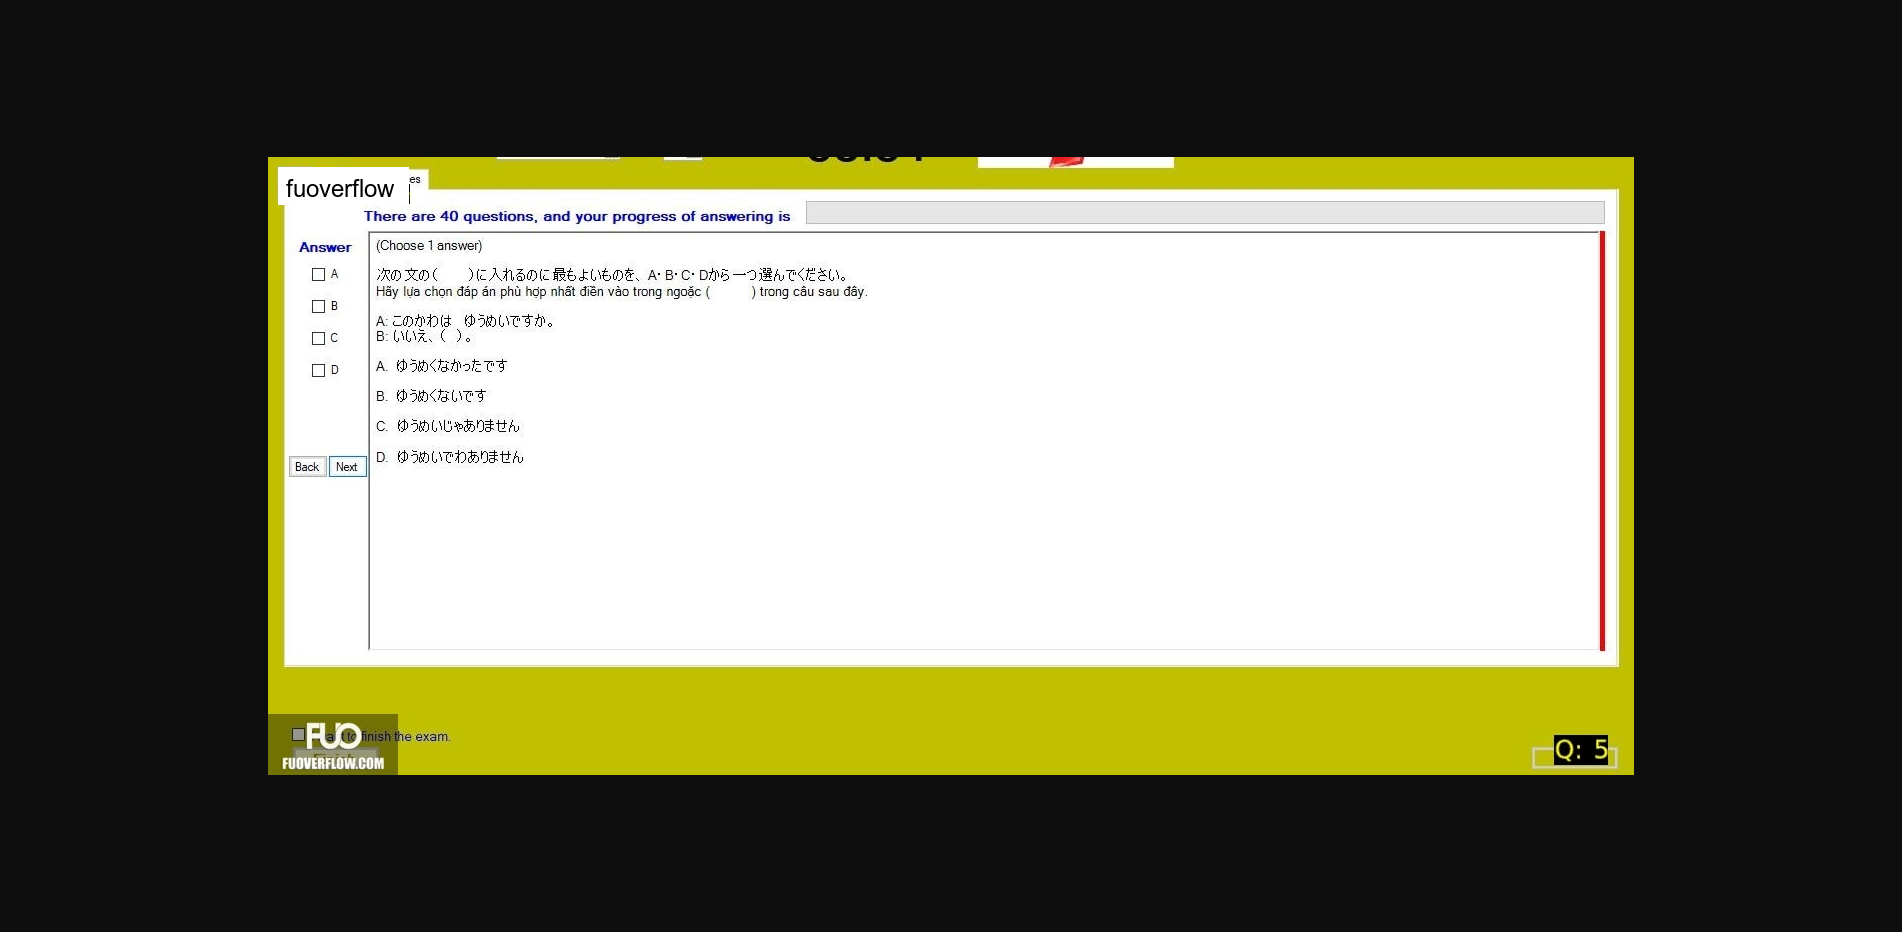 fuoverflow
es
There are 40 questions, and your progress of answering is
Answer
(Choose 1 answer)
A
次の文の(　　)に入れるのに最もよいものを、A・B・C・Dから一つ選んでください。
Hãy lựa chọn đáp án phù hợp nhất điền vào trong ngoặc ( ) trong câu sau đây.
B
A: このかわは　ゆうめいですか。
B: いいえ、( )。
C
D
A. ゆうめくなかったです
B. ゆうめくないです
C. ゆうめいじゃありません
D. ゆうめいでわありません
Back Next
to finish the exam.
FUO
FUOVERFLOW.COM
Q: 5